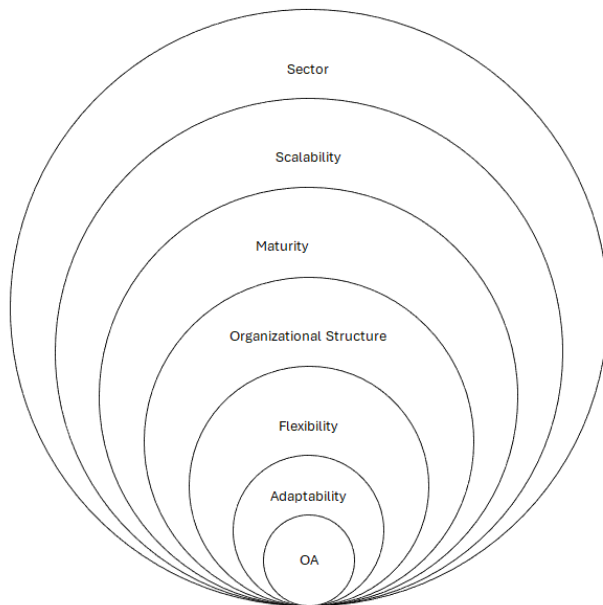 Sector
Scalability
Maturity
Organizational Structure
Flexibility
Adaptability
OA